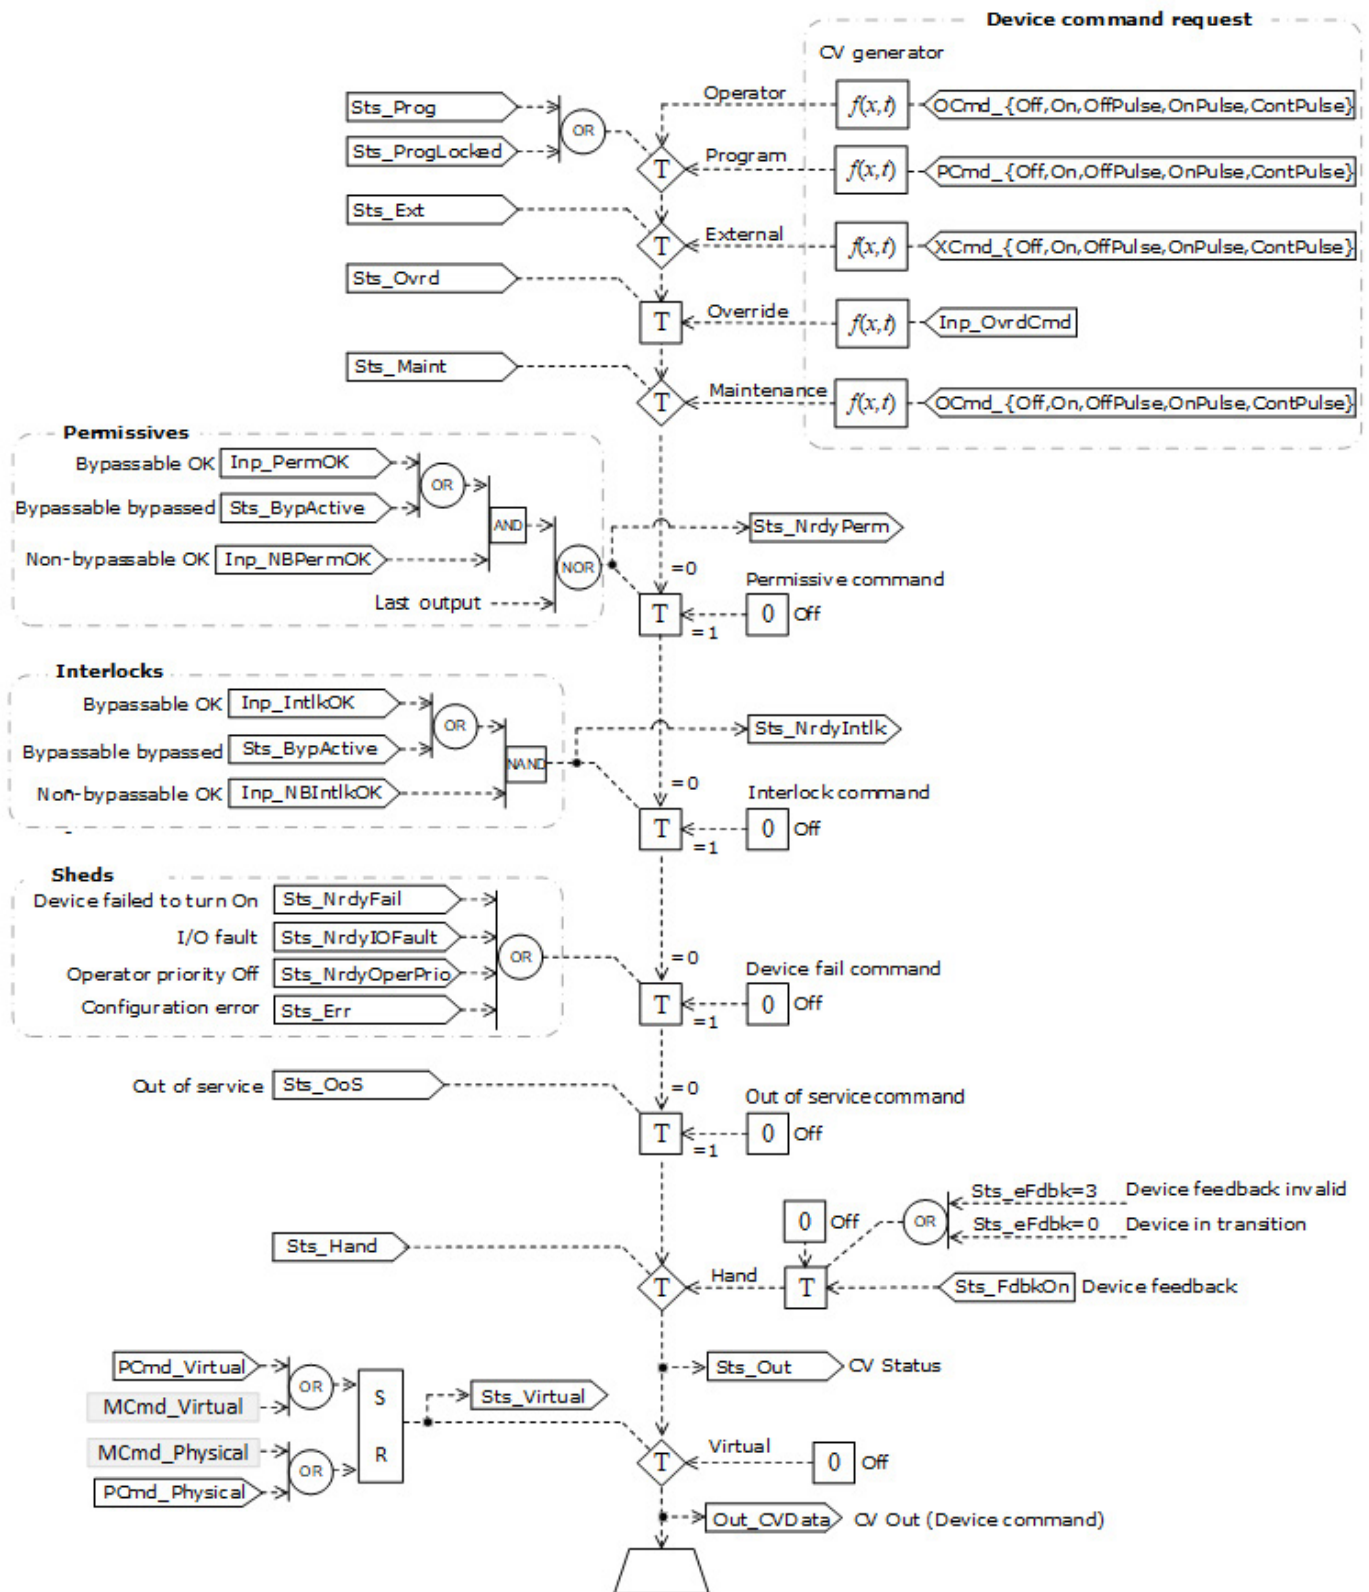 Device command request
CV generator
Operator
f(x,t)
OCmd_{Off,On,OffPulse,OnPulse,ContPulse}
Sts_Prog
OR
Sts_ProgLocked
T
Program
f(x,t)
PCmd_{Off,On,OffPulse,OnPulse,ContPulse}
Sts_Ext
T
External
f(x,t)
XCmd_{Off,On,OffPulse,OnPulse,ContPulse}
Sts_Ovrd
T
Override
f(x,t)
Inp_OvrdCmd
Sts_Maint
T
Maintenance
f(x,t)
OCmd_{Off,On,OffPulse,OnPulse,ContPulse}
Permissives
Bypassable OK
Inp_PermOK
OR
Bypassable bypassed
Sts_BypActive
AND
Sts_NrdyPerm
Non-bypassable OK
Inp_NBPermOK
NOR
=0
Permissive command
Last output
T
=1
0
Off
Interlocks
Bypassable OK
Inp_IntlkOK
OR
Bypassable bypassed
Sts_BypActive
NAND
Sts_NrdyIntlk
Non-bypassable OK
Inp_NBIntlkOK
=0
Interlock command
T
=1
0
Off
Sheds
Device failed to turn On
Sts_NrdyFail
I/O fault
Sts_NrdyIOFault
OR
Operator priority Off
Sts_NrdyOperPrio
=0
Device fail command
Configuration error
Sts_Err
T
=1
0
Off
Out of service
Sts_OoS
=0
Out of service command
T
=1
0
Off
Sts_eFdbk=3
Device feedback invalid
0
Off
OR
Sts_eFdbk=0
Device in transition
Sts_Hand
T
Hand
T
Sts_FdbkOn
Device feedback
PCmd_Virtual
OR
MCmd_Virtual
S
R
Sts_Out
CV Status
Sts_Virtual
MCmd_Physical
OR
PCmd_Physical
T
Virtual
0
Off
Out_CVData
CV Out (Device command)